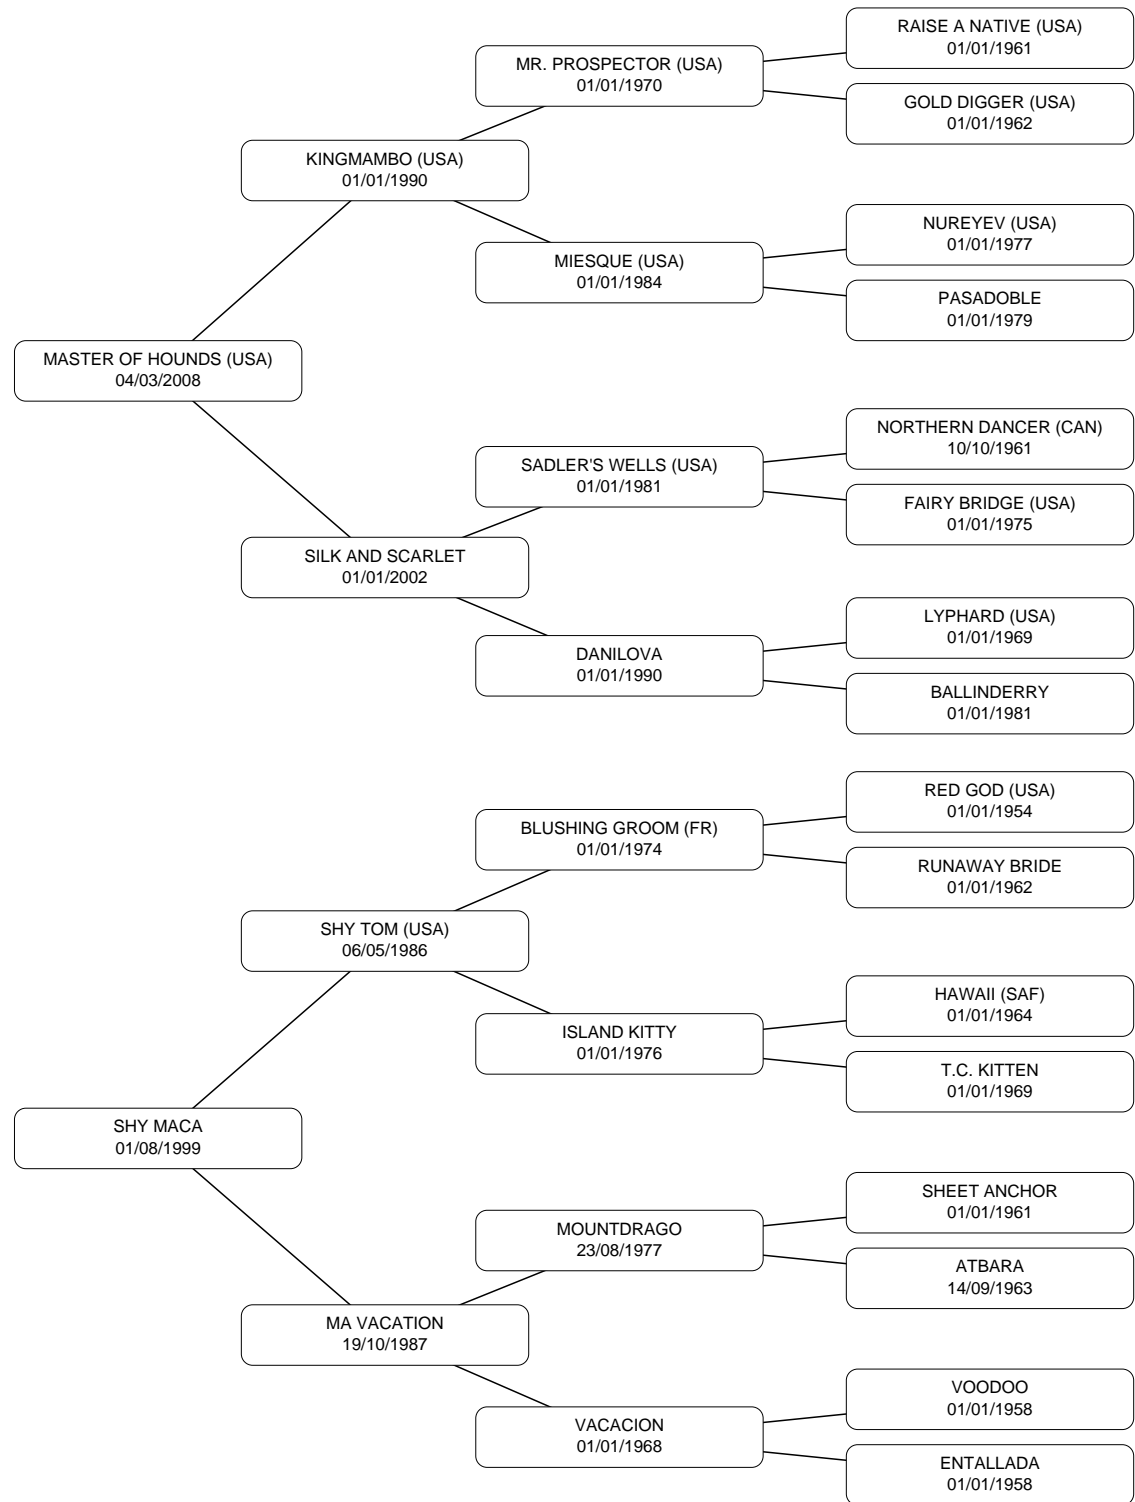 RAISE A NATIVE (USA)
01/01/1961
MR. PROSPECTOR (USA)
01/01/1970
GOLD DIGGER (USA)
01/01/1962
KINGMAMBO (USA)
01/01/1990
NUREYEV (USA)
01/01/1977
MIESQUE (USA)
01/01/1984
PASADOBLE
01/01/1979
MASTER OF HOUNDS (USA)
04/03/2008
NORTHERN DANCER (CAN)
10/10/1961
SADLER'S WELLS (USA)
01/01/1981
FAIRY BRIDGE (USA)
01/01/1975
SILK AND SCARLET
01/01/2002
LYPHARD (USA)
01/01/1969
DANILOVA
01/01/1990
BALLINDERRY
01/01/1981
RED GOD (USA)
01/01/1954
BLUSHING GROOM (FR)
01/01/1974
RUNAWAY BRIDE
01/01/1962
SHY TOM (USA)
06/05/1986
HAWAII (SAF)
01/01/1964
ISLAND KITTY
01/01/1976
T.C. KITTEN
01/01/1969
SHY MACA
01/08/1999
SHEET ANCHOR
01/01/1961
MOUNTDRAGO
23/08/1977
ATBARA
14/09/1963
MA VACATION
19/10/1987
VOODOO
01/01/1958
VACACION
01/01/1968
ENTALLADA
01/01/1958